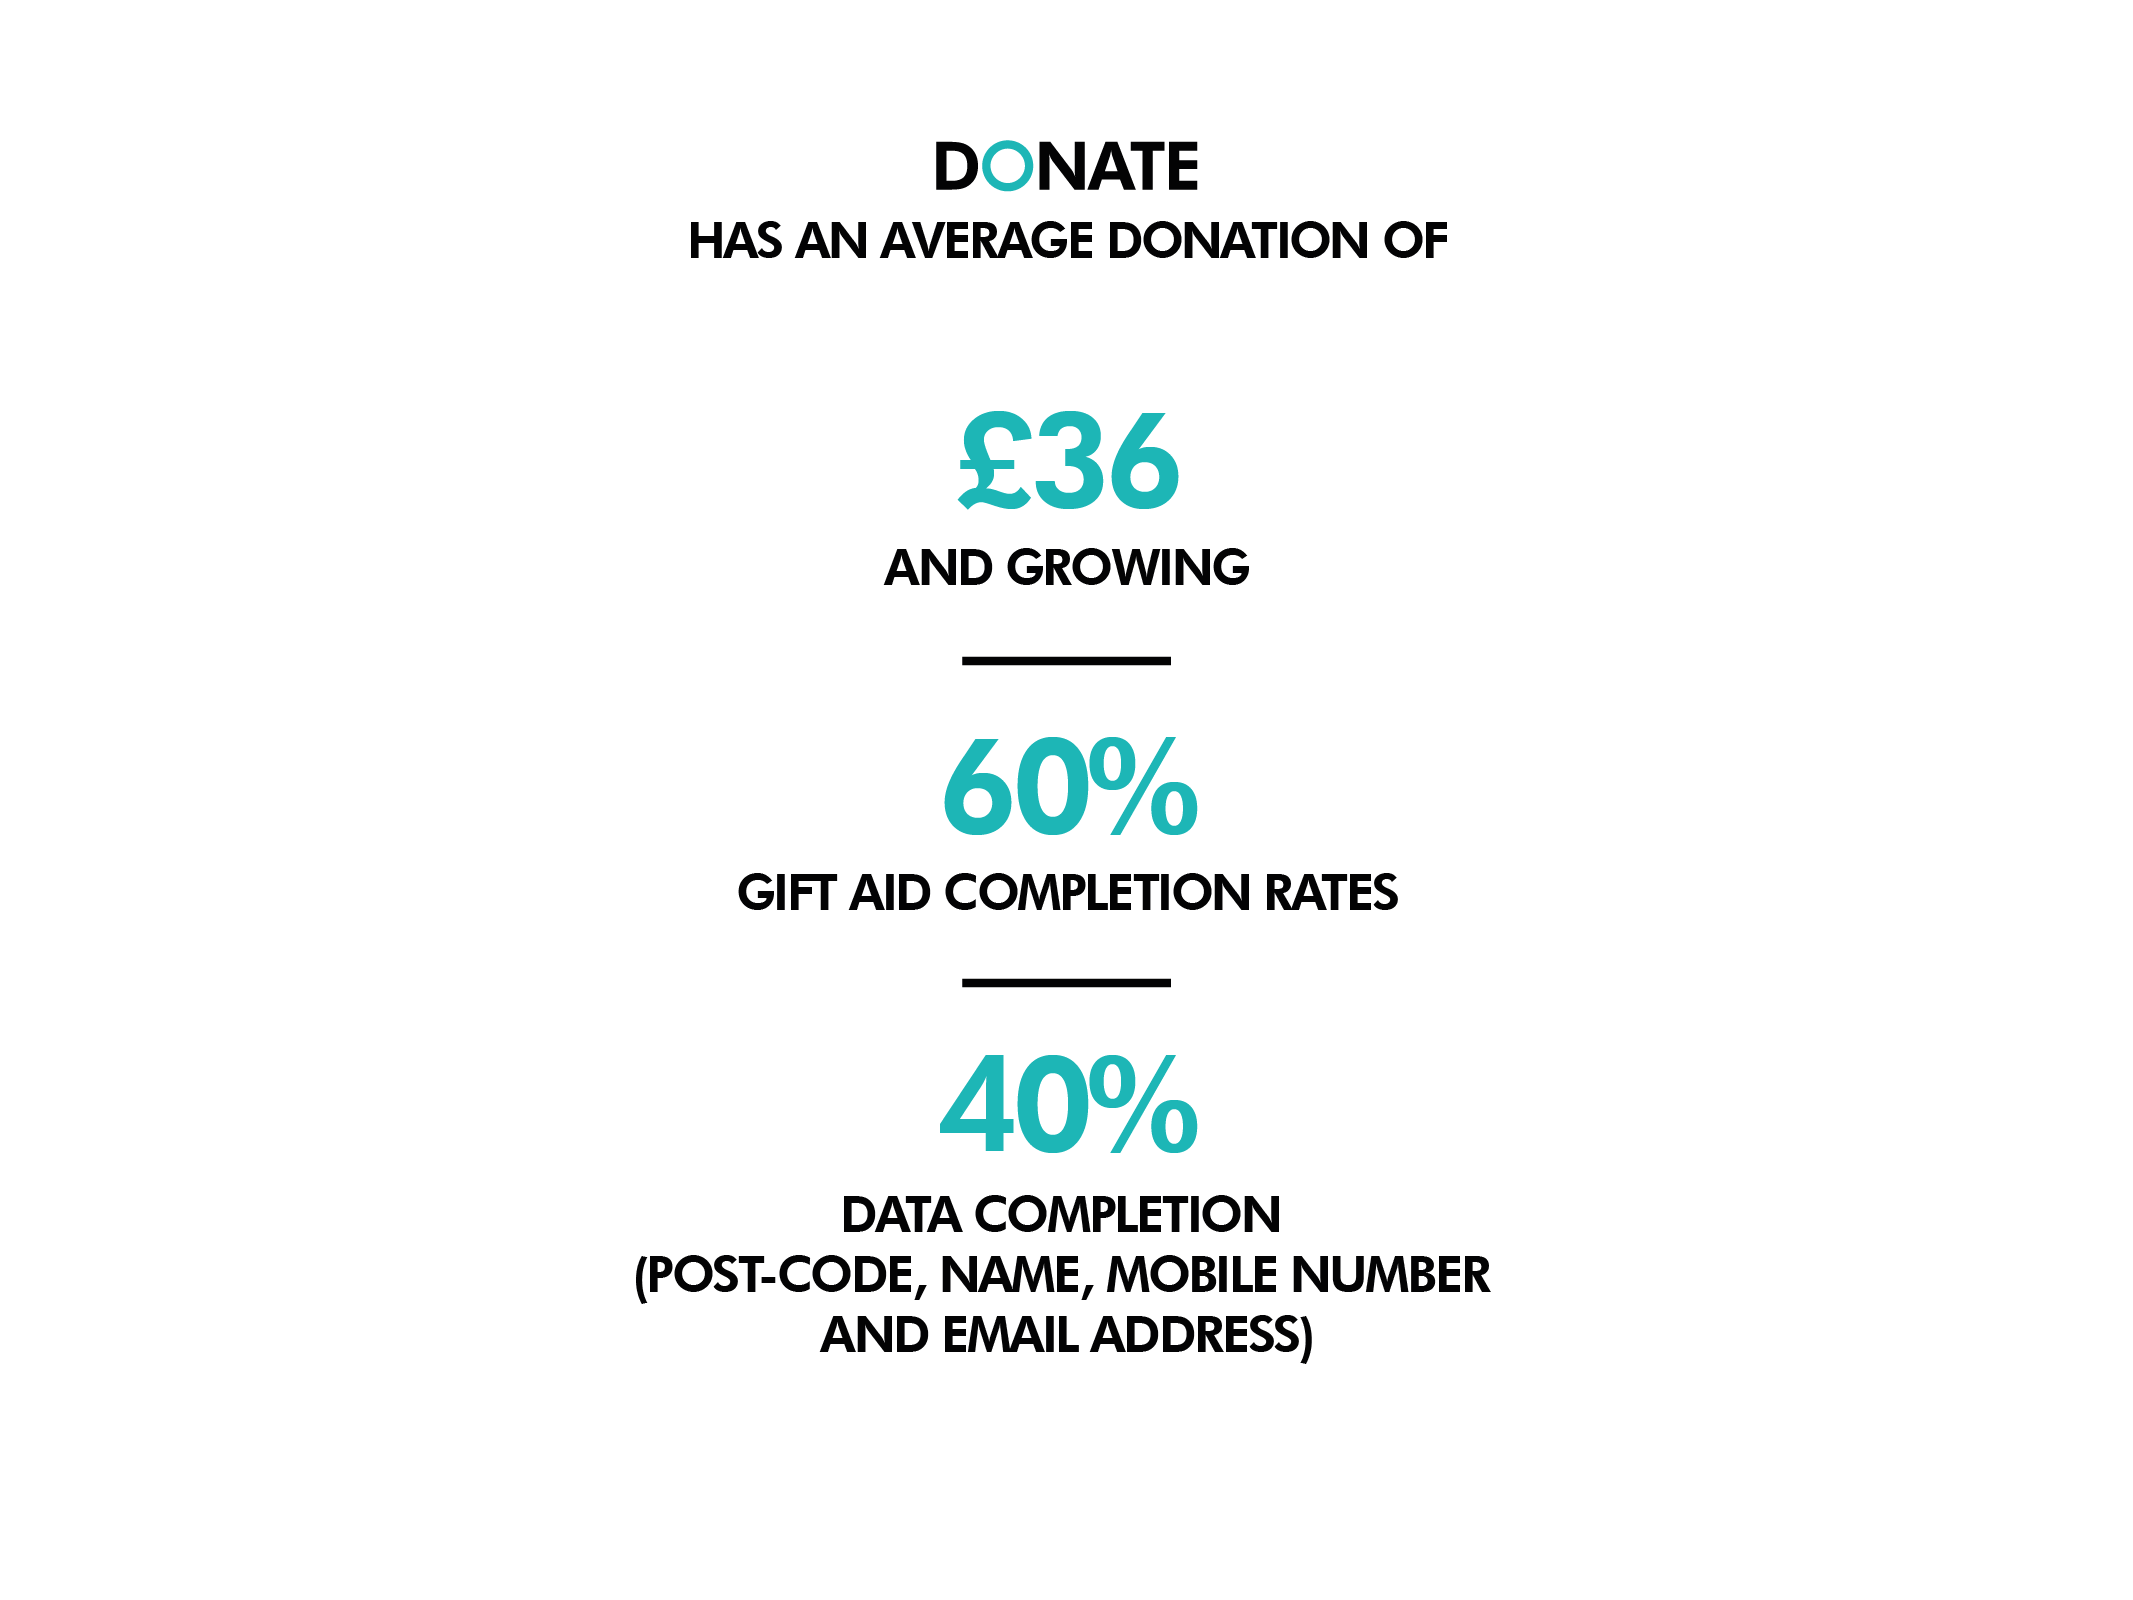 DONATE
HAS AN AVERAGE DONATION OF
£36
AND GROWING
60%
GIFT AID COMPLETION RATES
40%
DATA COMPLETION
(POST-CODE, NAME, MOBILE NUMBER
AND EMAIL ADDRESS)